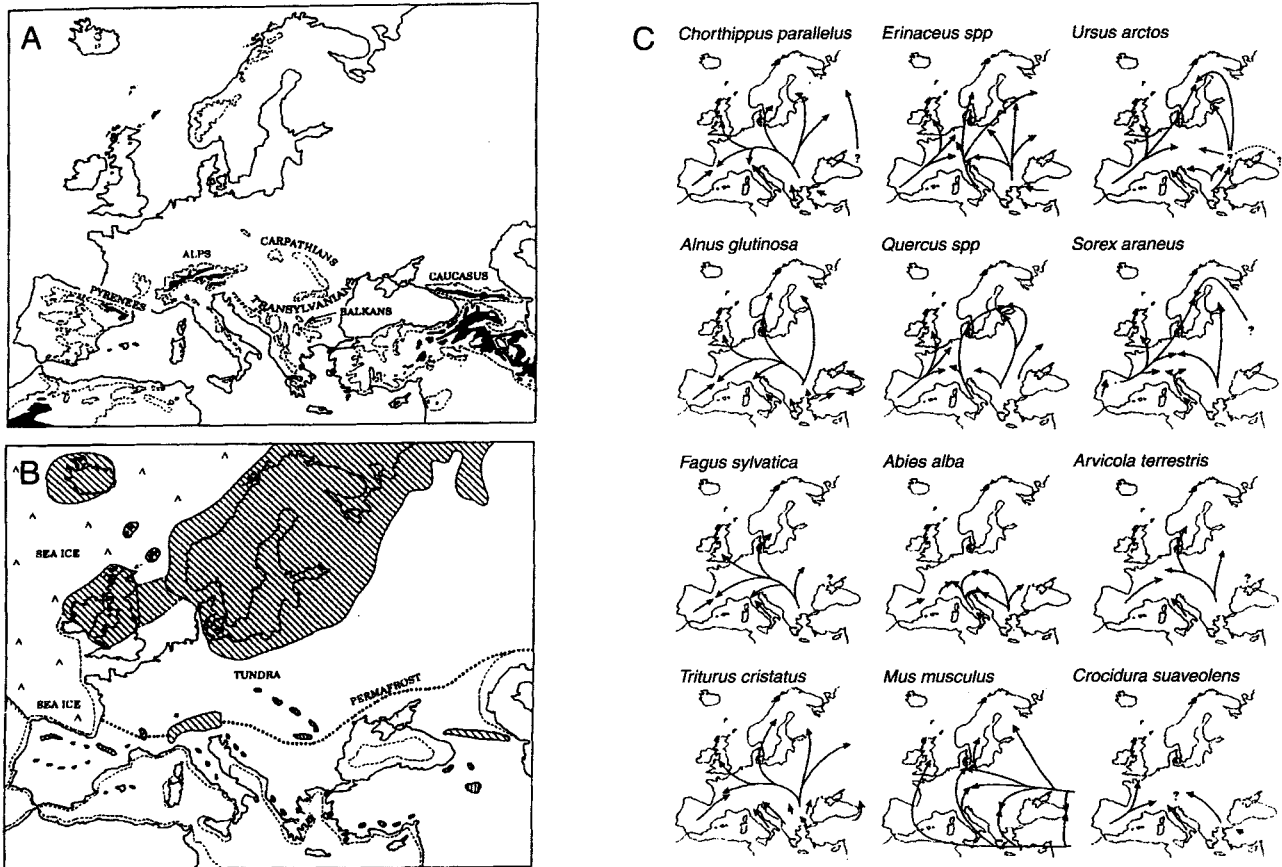 A
ALPS
CARPATHIANS
PYRENEES
TRANSYLVANIANS
BALKANS
CAUCASUS
B
SEA ICE
SEA ICE
TUNDRA
PERMAFROST
C
Chorthippus parallelus
Erinaceus spp
Ursus arctos
?
?
?
Alnus glutinosa
Quercus spp
Sorex araneus
?
Fagus sylvatica
Abies alba
Arvicola terrestris
?
?
Triturus cristatus
Mus musculus
Crocidura suaveolens
?